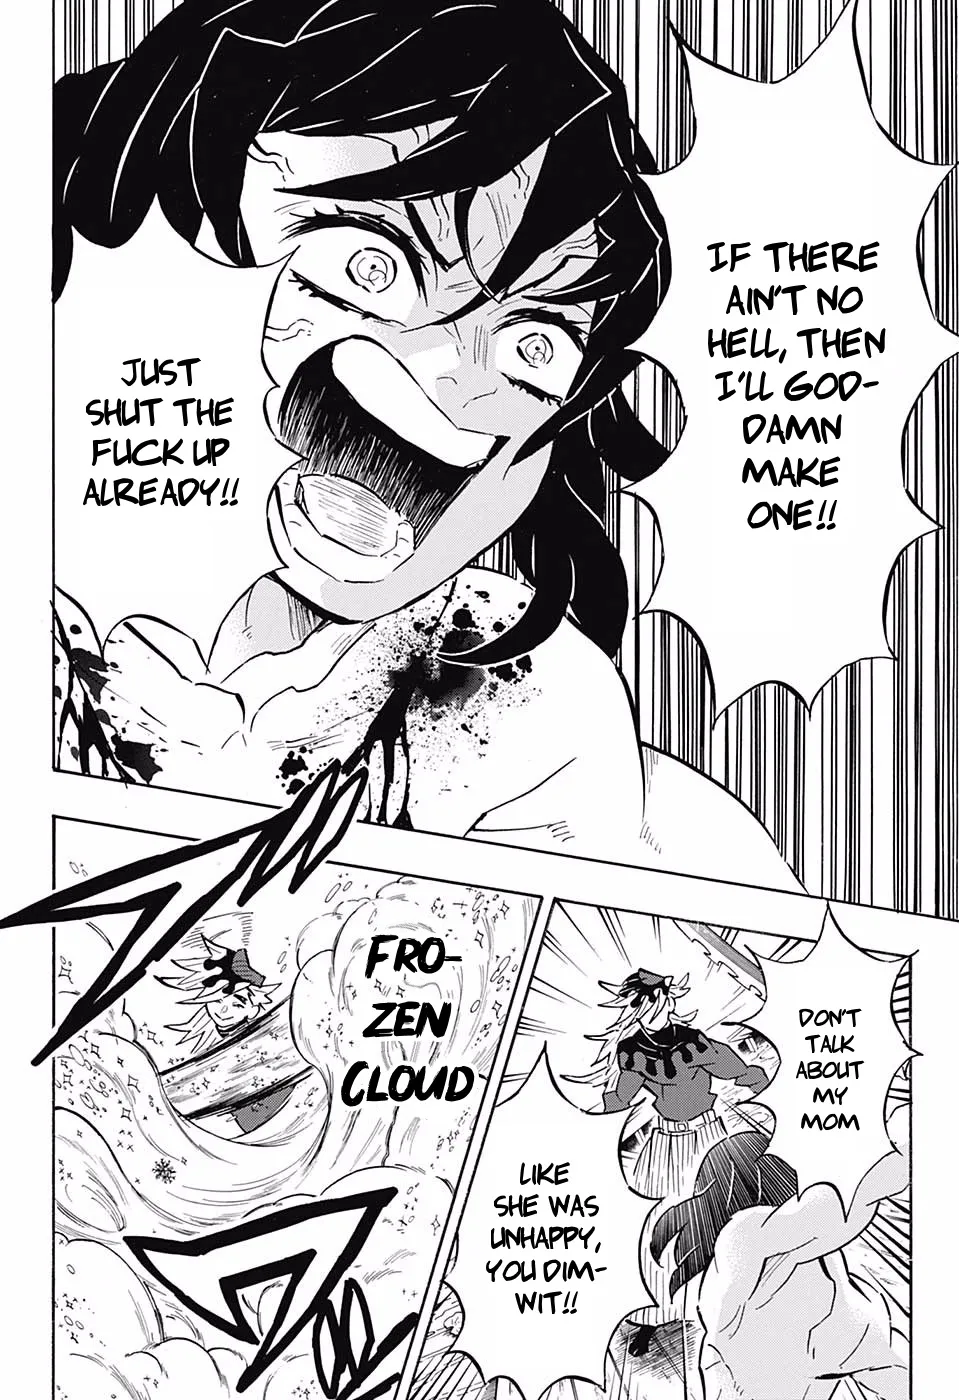 IF THERE
AIN'T NO
HELL, THEN
I'LL GOD-
DAMN
MAKE
ONE!!
JUST
SHUT THE
FUCK UP
ALREADY!!
DON'T
TALK
ABOUT
MY
MOM
LIKE
SHE WAS
UNHAPPY,
YOU DIM-
WIT!!
FRO-
ZEN
CLOUD